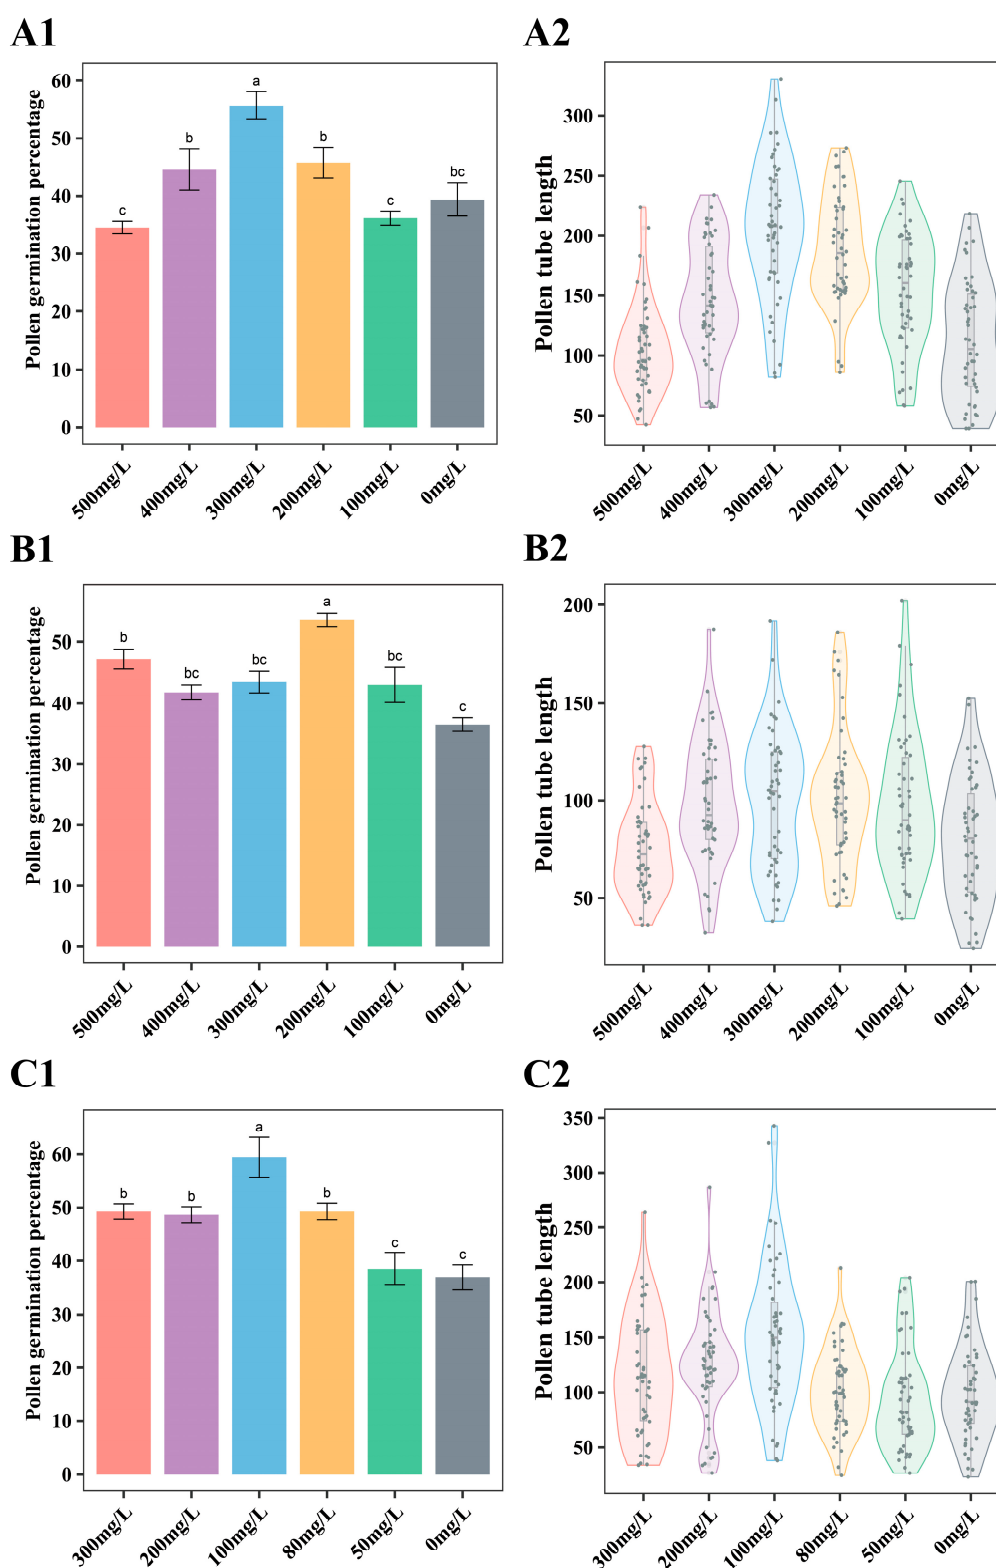 A1
A2
Pollen germination percentage
60
50
40
30
20
10
0
c
b
a
b
c
bc
500mg/L
400mg/L
300mg/L
200mg/L
100mg/L
0mg/L
Pollen tube length
300
250
200
150
100
50
500mg/L
400mg/L
300mg/L
200mg/L
100mg/L
0mg/L
B1
B2
Pollen germination percentage
50
40
30
20
10
0
b
bc
bc
a
bc
c
500mg/L
400mg/L
300mg/L
200mg/L
100mg/L
0mg/L
Pollen tube length
200
150
100
50
500mg/L
400mg/L
300mg/L
200mg/L
100mg/L
0mg/L
C1
C2
Pollen germination percentage
60
50
40
30
20
10
0
b
b
a
b
c
c
300mg/L
200mg/L
100mg/L
80mg/L
50mg/L
0mg/L
Pollen tube length
350
300
250
200
150
100
50
300mg/L
200mg/L
100mg/L
80mg/L
50mg/L
0mg/L